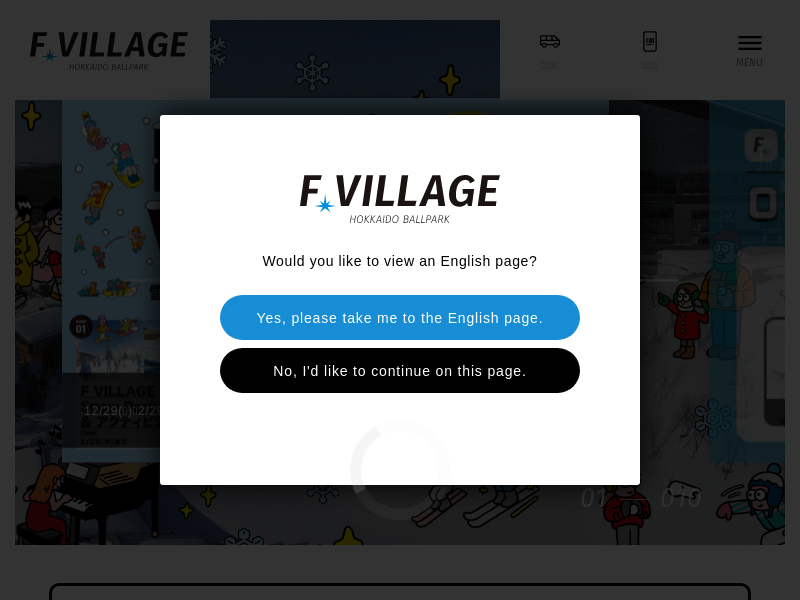 F VILLAGE
HOKKAIDO BALLPARK
MENU
F VILLAGE
HOKKAIDO BALLPARK
Would you like to view an English page?
Yes, please take me to the English page.
No, I'd like to continue on this page.
01
F VILLAGE
12/29(
01
010